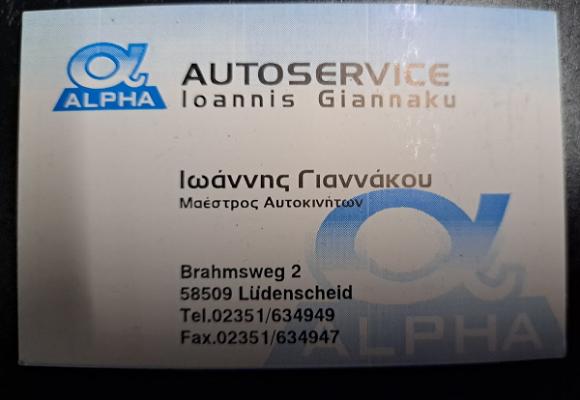 ALPHA
AUTOSERVICE
Ioannis Giannaku
Ιωάννης Γιαννάκου
Μαέστρος Αυτοκινήτων
Brahmsweg 2
58509 Lüdenscheid
Tel.02351/634949
Fax.02351/634947
ALPHA